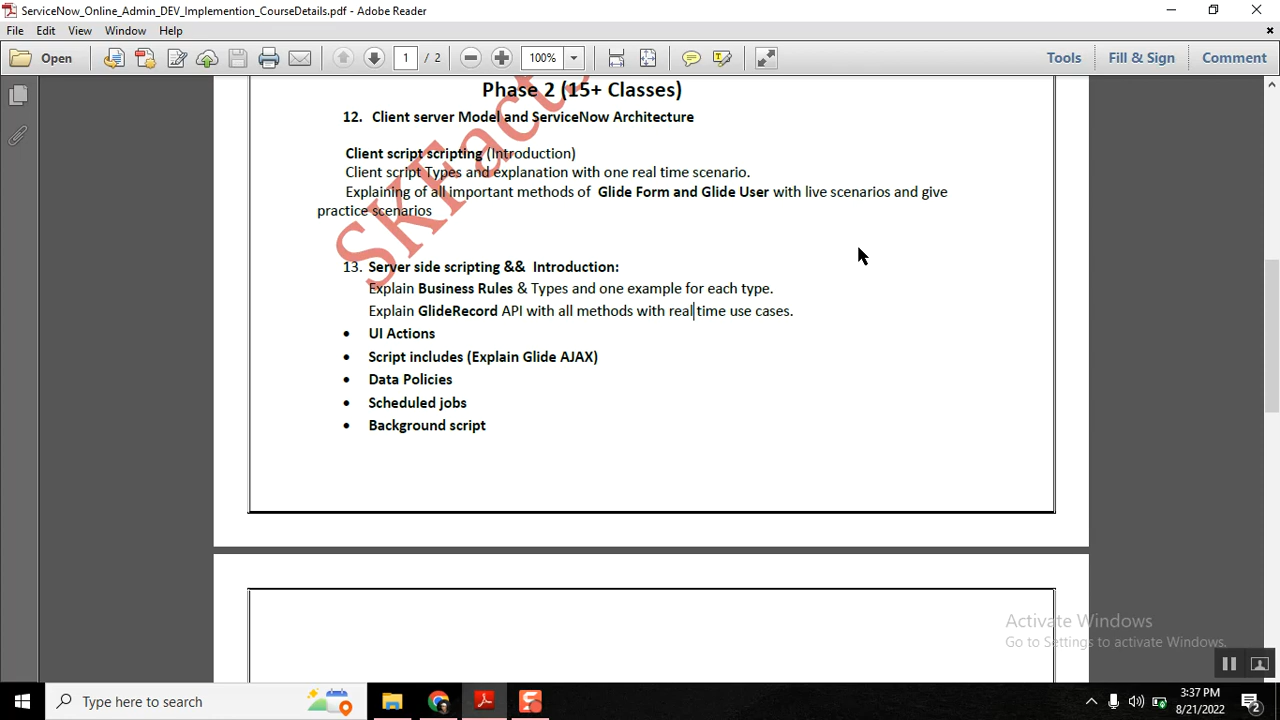 ServiceNow_Online_Admin_DEV_Implemention_CourseDetails.pdf - Adobe Reader
File Edit View Window Help
Open 1 / 2 100% Tools Fill & Sign Comment
Phase 2 (15+ Classes)
12. Client server Model and ServiceNow Architecture
Client script scripting (Introduction)
Client script Types and explanation with one real time scenario.
Explaining of all important methods of Glide Form and Glide User with live scenarios and give
practice scenarios
13. Server side scripting && Introduction:
Explain Business Rules & Types and one example for each type.
Explain GlideRecord API with all methods with real time use cases.
• UI Actions
• Script includes (Explain Glide AJAX)
• Data Policies
• Scheduled jobs
• Background script
SKFact
Activate Windows
Go to Settings to activate Windows.
Type here to search
3:37 PM
8/21/2022
2